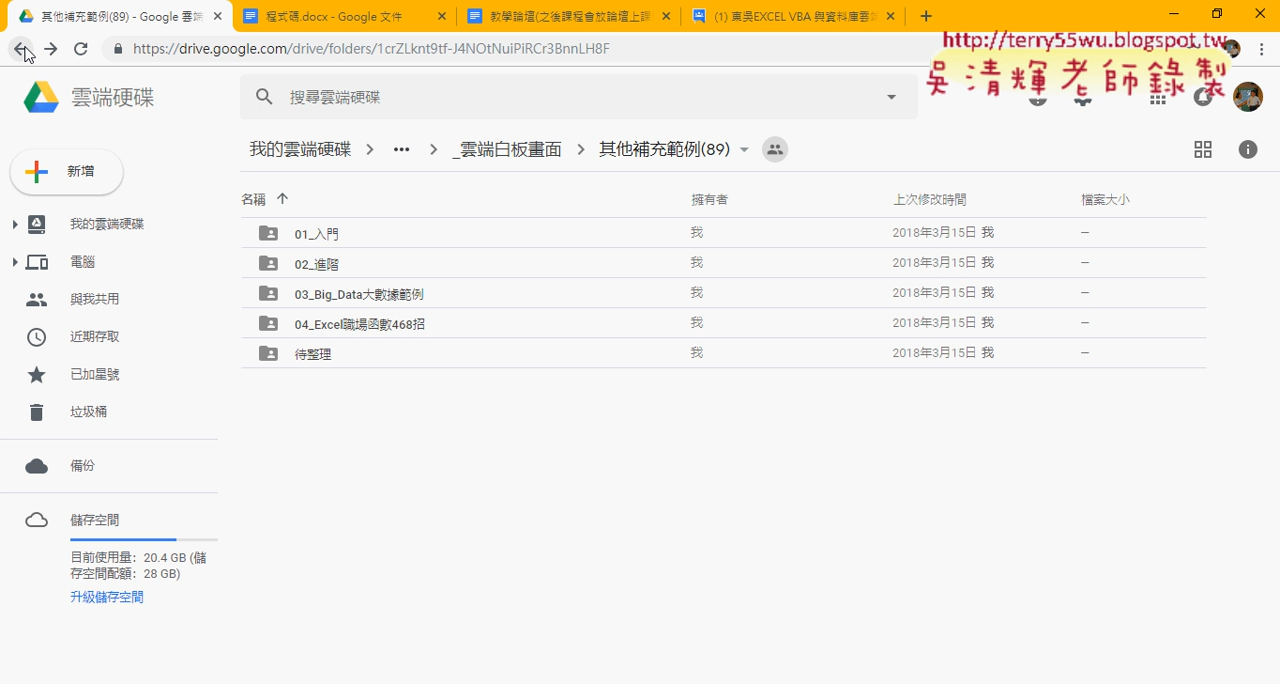 其他補充範例(89) - Google 雲端
程式碼.docx - Google 文件
教學論壇(之後課程會放論壇上課
(1) 東吳EXCEL VBA 與資料庫雲端
https://drive.google.com/drive/folders/1crZLknt9tf-J4NOtNuiPiRCr3BnnLH8F
http://terry55wu.blogspot.tw
吳清輝老師錄製
雲端硬碟
搜尋雲端硬碟
我的雲端硬碟 > ••• > _雲端白板畫面 > 其他補充範例(89)
新增
我的雲端硬碟
電腦
與我共用
近期存取
已加星號
垃圾桶
備份
儲存空間
目前使用量: 20.4 GB (儲
存空間配額: 28 GB)
升級儲存空間
名稱 擁有者 上次修改時間 檔案大小
01_入門 我 2018年3月15日 我 –
02_進階 我 2018年3月15日 我 –
03_Big_Data大數據範例 我 2018年3月15日 我 –
04_Excel職場函數468招 我 2018年3月15日 我 –
待整理 我 2018年3月15日 我 –